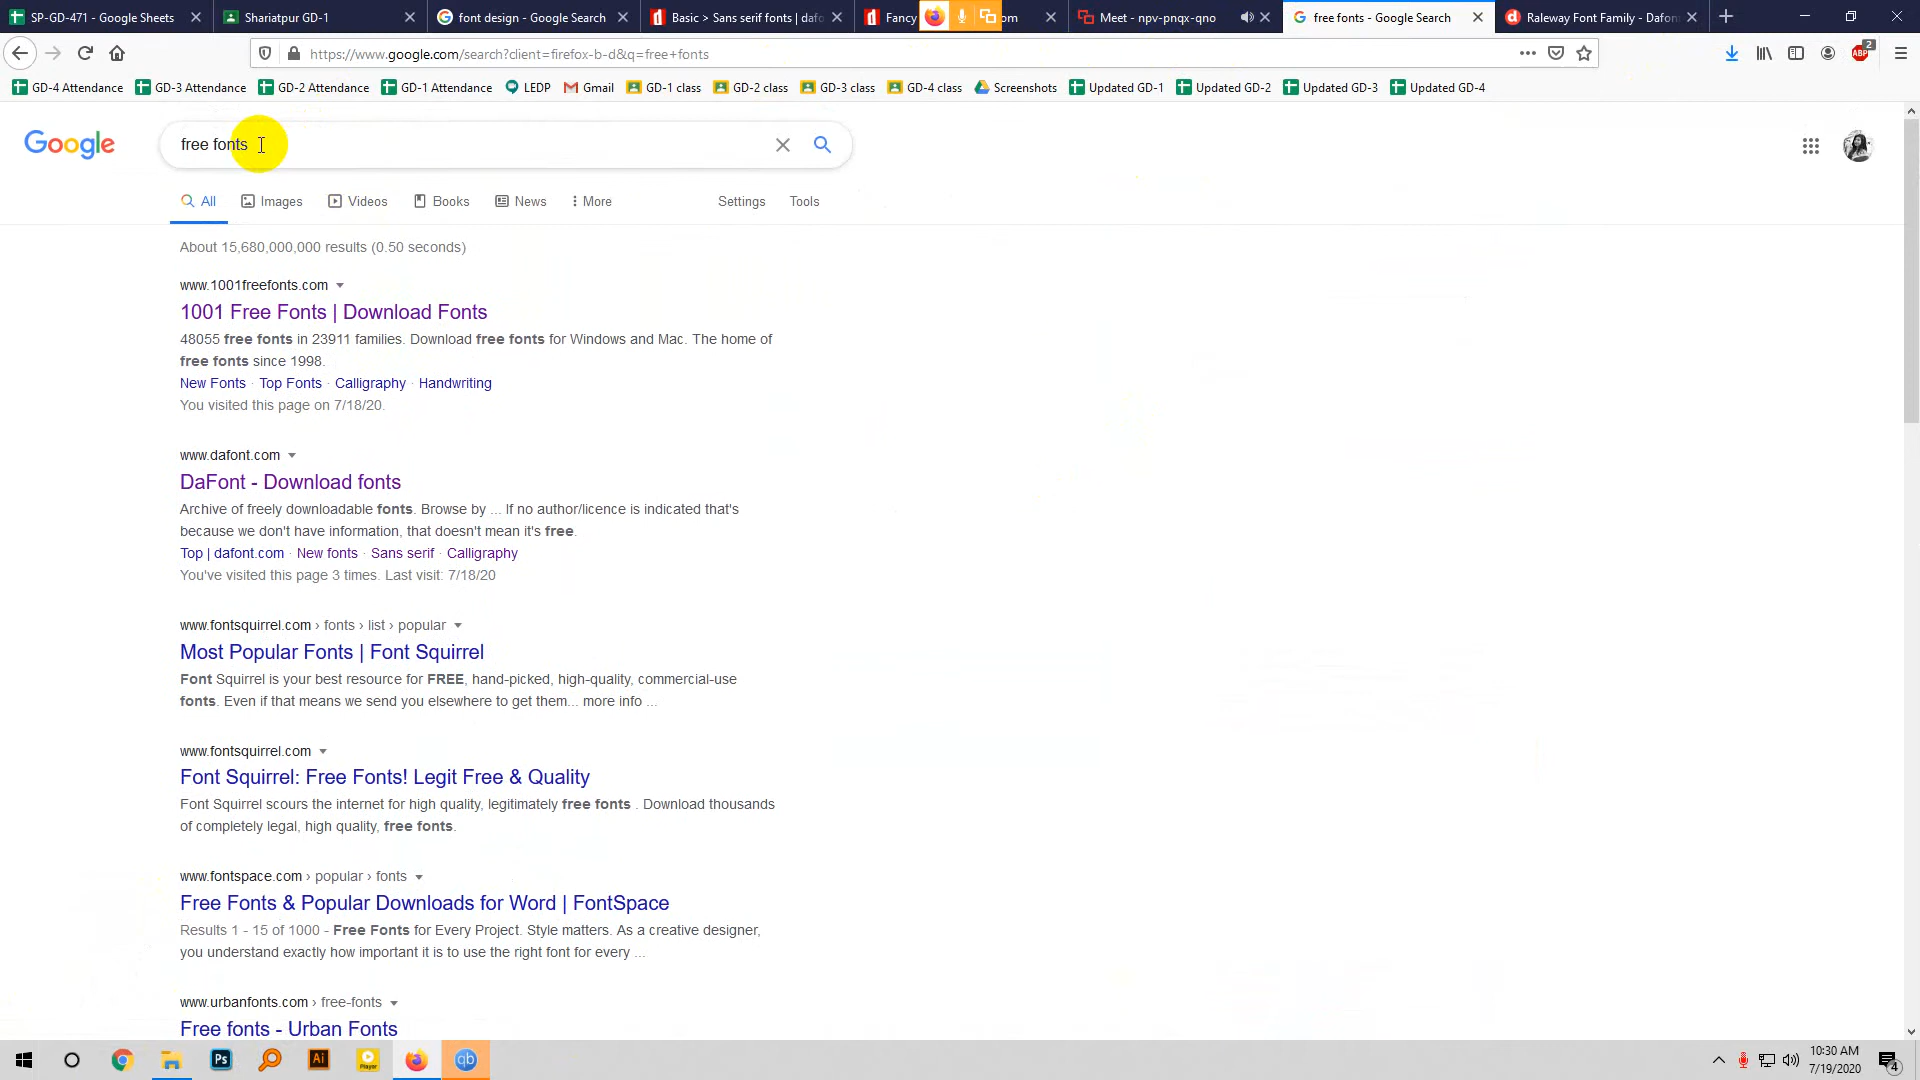 SP-GD-471 - Google Sheets
Shariatpur GD-1
font design - Google Search
Basic > Sans serif fonts | dafo
Fancy
om
Meet - npv-pnqx-qno
free fonts - Google Search
Raleway Font Family - Dafon
https://www.google.com/search?client=firefox-b-d&q=free+fonts
ABP
2
GD-4 Attendance
GD-3 Attendance
GD-2 Attendance
GD-1 Attendance
LEDP
Gmail
GD-1 class
GD-2 class
GD-3 class
GD-4 class
Screenshots
Updated GD-1
Updated GD-2
Updated GD-3
Updated GD-4
Google
free fonts
All
Images
Videos
Books
News
More
Settings
Tools
About 15,680,000,000 results (0.50 seconds)
www.1001freefonts.com
1001 Free Fonts | Download Fonts
48055 free fonts in 23911 families. Download free fonts for Windows and Mac. The home of
free fonts since 1998.
New Fonts · Top Fonts · Calligraphy · Handwriting
You visited this page on 7/18/20.
www.dafont.com
DaFont - Download fonts
Archive of freely downloadable fonts. Browse by ... If no author/licence is indicated that's
because we don't have information, that doesn't mean it's free.
Top | dafont.com · New fonts · Sans serif · Calligraphy
You've visited this page 3 times. Last visit: 7/18/20
www.fontsquirrel.com › fonts › list › popular
Most Popular Fonts | Font Squirrel
Font Squirrel is your best resource for FREE, hand-picked, high-quality, commercial-use
fonts. Even if that means we send you elsewhere to get them... more info ...
www.fontsquirrel.com
Font Squirrel: Free Fonts! Legit Free & Quality
Font Squirrel scours the internet for high quality, legitimately free fonts . Download thousands
of completely legal, high quality, free fonts.
www.fontspace.com › popular › fonts
Free Fonts & Popular Downloads for Word | FontSpace
Results 1 - 15 of 1000 - Free Fonts for Every Project. Style matters. As a creative designer,
you understand exactly how important it is to use the right font for every ...
www.urbanfonts.com › free-fonts
Free fonts - Urban Fonts
Ps
Ai
Player
qb
10:30 AM
7/19/2020
4